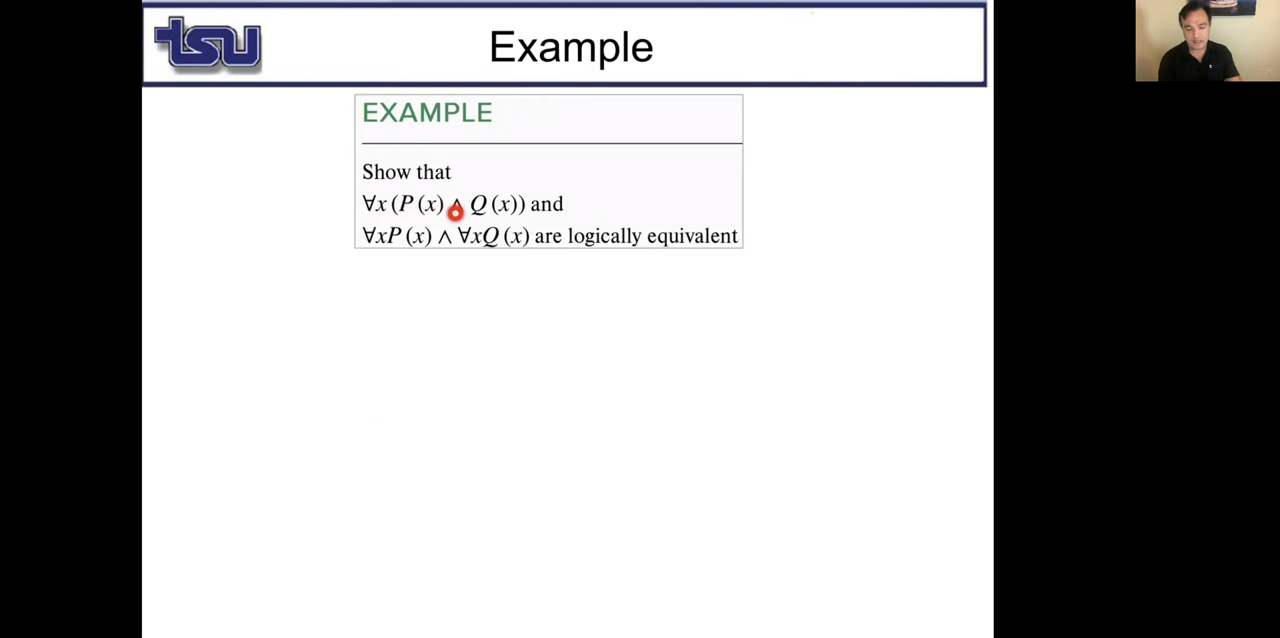 tsu
Example
EXAMPLE
Show that
∀x (P (x) ∧ Q (x)) and
∀xP (x) ∧ ∀xQ (x) are logically equivalent